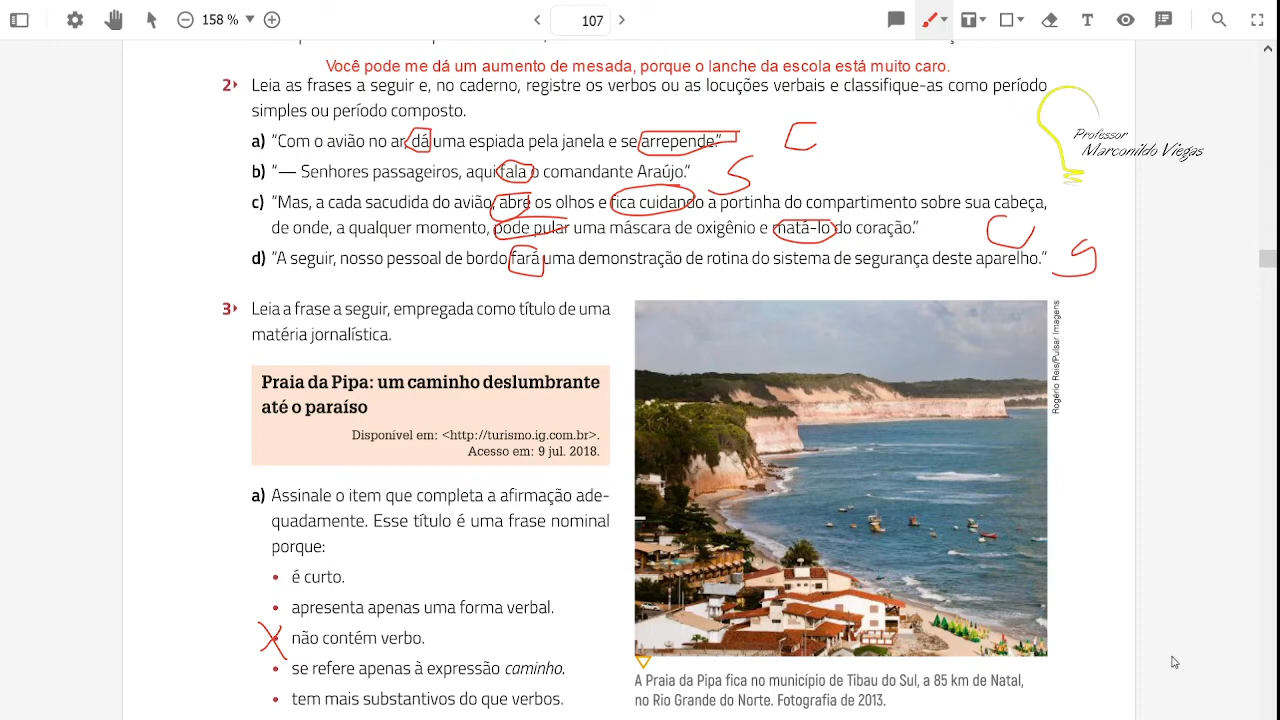 158 %
107
Você pode me dá um aumento de mesada, porque o lanche da escola está muito caro.
2 Leia as frases a seguir e, no caderno, registre os verbos ou as locuções verbais e classifique-as como período
simples ou período composto.
a) “Com o avião no ar, dá uma espiada pela janela e se arrepende.”
C
b) “— Senhores passageiros, aqui fala o comandante Araújo.”
S
c) “Mas, a cada sacudida do avião, abre os olhos e fica cuidando a portinha do compartimento sobre sua cabeça,
de onde, a qualquer momento, pode pular uma máscara de oxigênio e matá-lo do coração.”
C
d) “A seguir, nosso pessoal de bordo fará uma demonstração de rotina do sistema de segurança deste aparelho.”
S
Professor
Marconildo Viegas
3 Leia a frase a seguir, empregada como título de uma
matéria jornalística.
Praia da Pipa: um caminho deslumbrante
até o paraíso
Disponível em: <http://turismo.ig.com.br>.
Acesso em: 9 jul. 2018.
a) Assinale o item que completa a afirmação ade-
quadamente. Esse título é uma frase nominal
porque:
• é curto.
• apresenta apenas uma forma verbal.
X não contém verbo.
• se refere apenas à expressão caminho.
• tem mais substantivos do que verbos.
Rogério Reis/Pulsar Imagens
A Praia da Pipa fica no município de Tibau do Sul, a 85 km de Natal,
no Rio Grande do Norte. Fotografia de 2013.